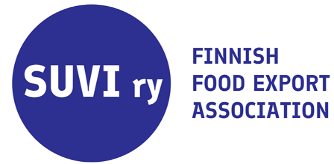 SUVI ry
FINNISH
FOOD EXPORT
ASSOCIATION